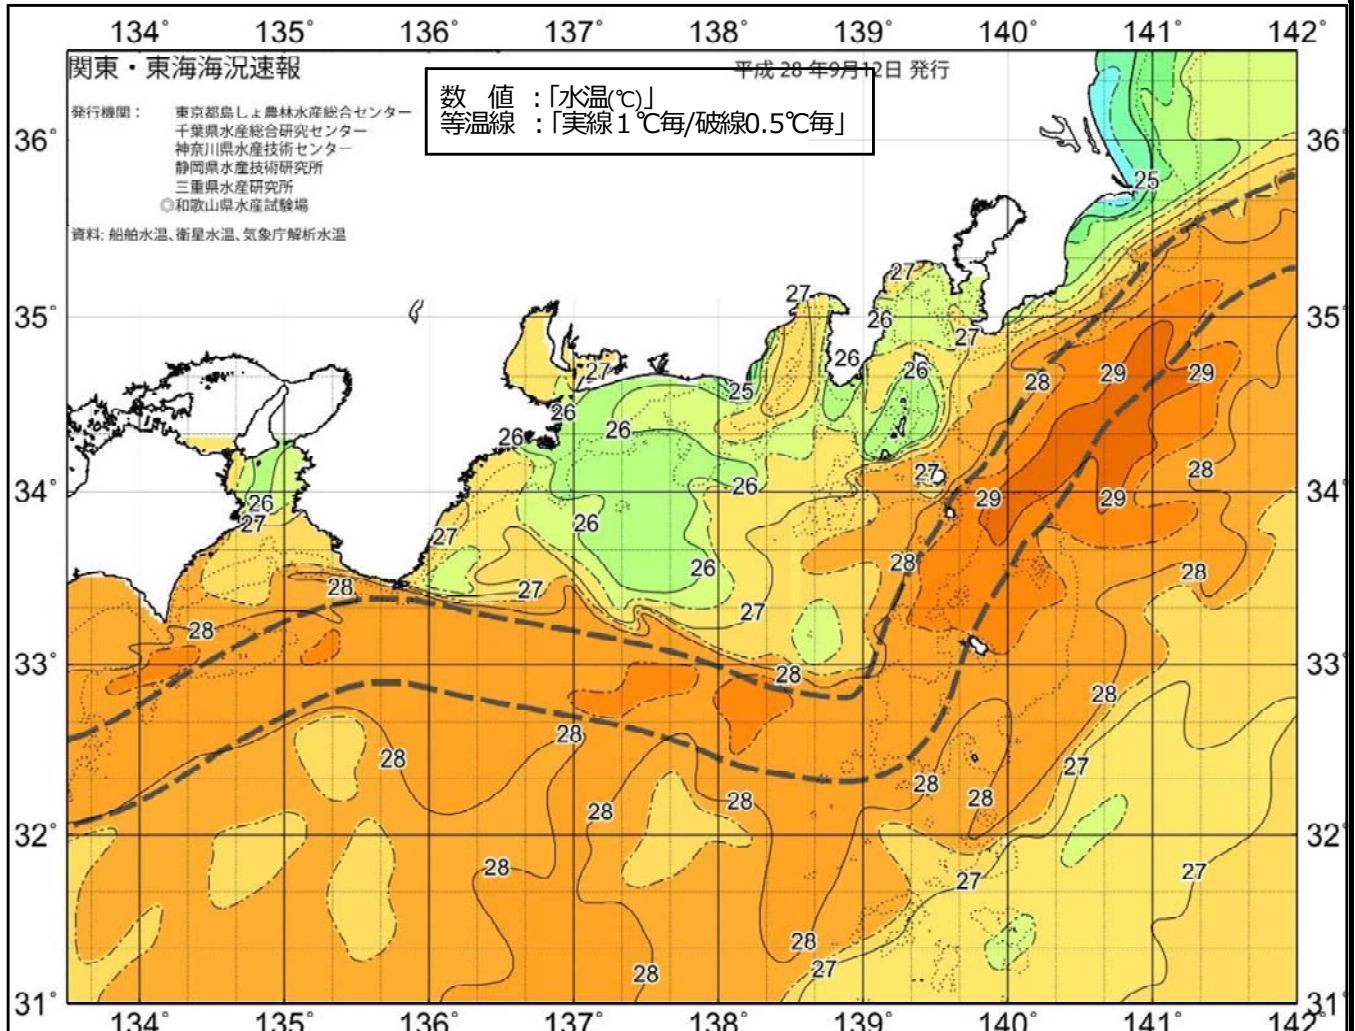 134° 135° 136° 137° 138° 139° 140° 141° 142°
関東・東海海況速報
平成 28 年9月12日 発行
数 値 :「水温(℃)」
等温線 :「実線1℃毎/破線0.5℃毎」
発行機関: 東京都島しょ農林水産総合センター
千葉県水産総合研究センター
神奈川県水産技術センター
静岡県水産技術研究所
三重県水産研究所
◎和歌山県水産試験場
資料: 船舶水温、衛星水温、気象庁解析水温
36° 36°
25
27
27
35° 26 35°
27
26 26
27 28 29 29
25
26
26 26
28
27
26 34° 26 29 29 34°
27 26
27
28
26 28
28 27
27
28
33° 28 33°
28
28
28 27
28 28
28 28
32° 32°
28 27 27
28
28 27
31° 31°
134 135 136 137 138 139 140 141 142